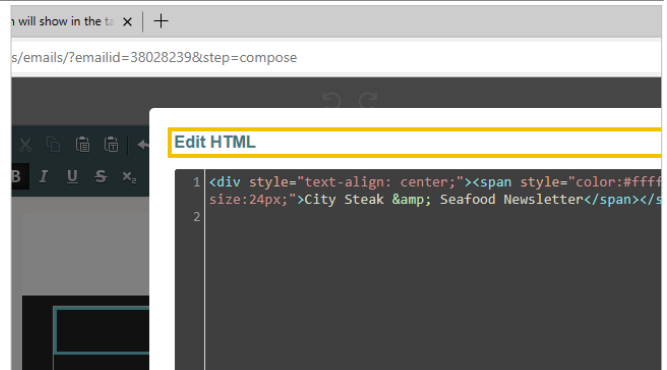 will show in the ta × +
s/emails/?emailid=38028239&step=compose
Edit HTML
B I U S ×₂
1 <div style="text-align: center;"><span style="color:#ffff
size:24px;">City Steak &amp; Seafood Newsletter</span></s
2